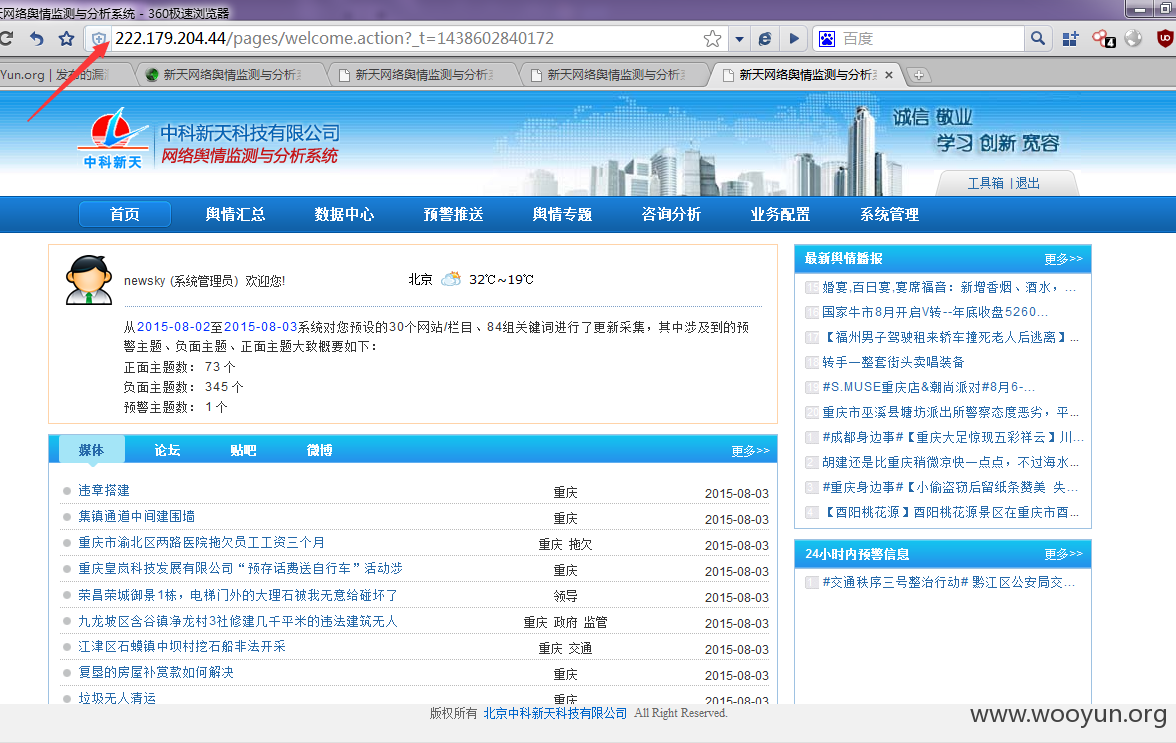 天网络舆情监测与分析系统 - 360极速浏览器
222.179.204.44/pages/welcome.action?_t=1438602840172
百度
4
Yun.org | 发布的漏
新天网络舆情监测与分析
新天网络舆情监测与分析
新天网络舆情监测与分析
新天网络舆情监测与分析
中科新天
中科新天科技有限公司
网络舆情监测与分析系统
诚信 敬业
学习 创新 宽容
工具箱 | 退出
首页 舆情汇总 数据中心 预警推送 舆情专题 咨询分析 业务配置 系统管理
newsky (系统管理员) 欢迎您!
北京 32℃~19℃
从2015-08-02至2015-08-03系统对您预设的30个网站/栏目、84组关键词进行了更新采集，其中涉及到的预
警主题、负面主题、正面主题大致概要如下：
正面主题数： 73 个
负面主题数： 345 个
预警主题数： 1 个
媒体 论坛 贴吧 微博 更多>>
违章搭建 重庆 2015-08-03
集镇通道中间建围墙 重庆 2015-08-03
重庆市渝北区两路医院拖欠员工工资三个月 重庆 拖欠 2015-08-03
重庆皇岚科技发展有限公司“预存话费送自行车”活动涉 重庆 2015-08-03
荣昌荣城御景1栋，电梯门外的大理石被我无意给碰坏了 领导 2015-08-03
九龙坡区含谷镇净龙村3社修建几千平米的违法建筑无人 重庆 政府 监管 2015-08-03
江津区石蟆镇中坝村挖石船非法开采 重庆 交通 2015-08-03
复垦的房屋补赏款如何解决 重庆 2015-08-03
垃圾无人清运 重庆 2015-08-03
最新舆情播报 更多>>
婚宴,百日宴,宴席福音：新增香烟、酒水，...
国家牛市8月开启V转--年底收盘5260...
17 【福州男子驾驶租来轿车撞死老人后逃离】...
转手一整套街头卖唱装备
#S.MUSE重庆店&潮尚派对#8月6-...
20 重庆市巫溪县塘坊派出所警察态度恶劣，平...
1 #成都身边事#【重庆大足惊现五彩祥云】川...
2 胡建还是比重庆稍微凉快一点点，不过海水...
3 #重庆身边事#【小偷盗窃后留纸条赞美 失...
4 【酉阳桃花源】酉阳桃花源景区在重庆市酉...
24小时内预警信息 更多>>
1 #交通秩序三号整治行动# 黔江区公安局交...
版权所有 北京中科新天科技有限公司 All Right Reserved.
www.wooyun.org